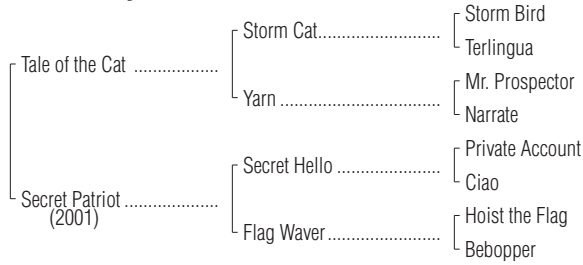 Storm Bird
Storm Cat..................
Terlingua
Tale of the Cat ..................
Mr. Prospector
Yarn ............................
Narrate
Private Account
Secret Hello .................
Ciao
Secret Patriot ....................
(2001)
Hoist the Flag
Flag Waver...................
Bebopper